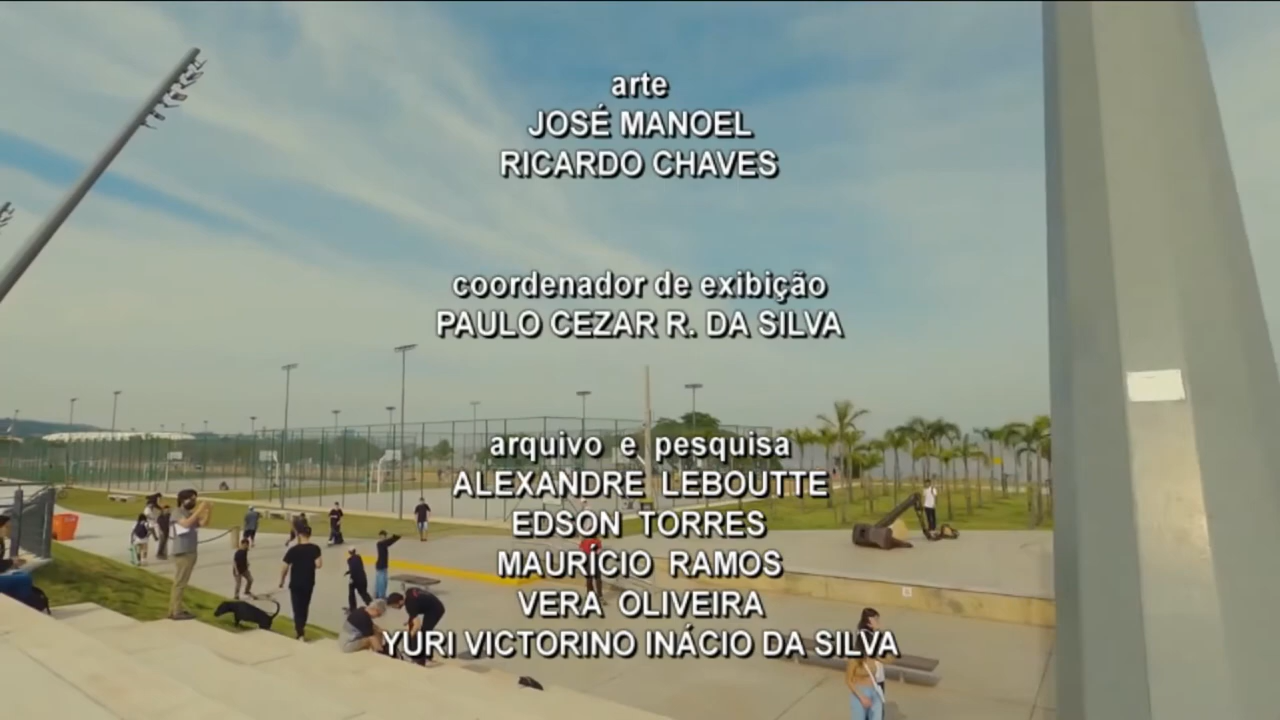 arte
JOSÉ MANOEL
RICARDO CHAVES
coordenador de exibição
PAULO CEZAR R. DA SILVA
arquivo e pesquisa
ALEXANDRE LEBOUTTE
EDSON TORRES
MAURÍCIO RAMOS
VERA OLIVEIRA
YURI VICTORINO INÁCIO DA SILVA